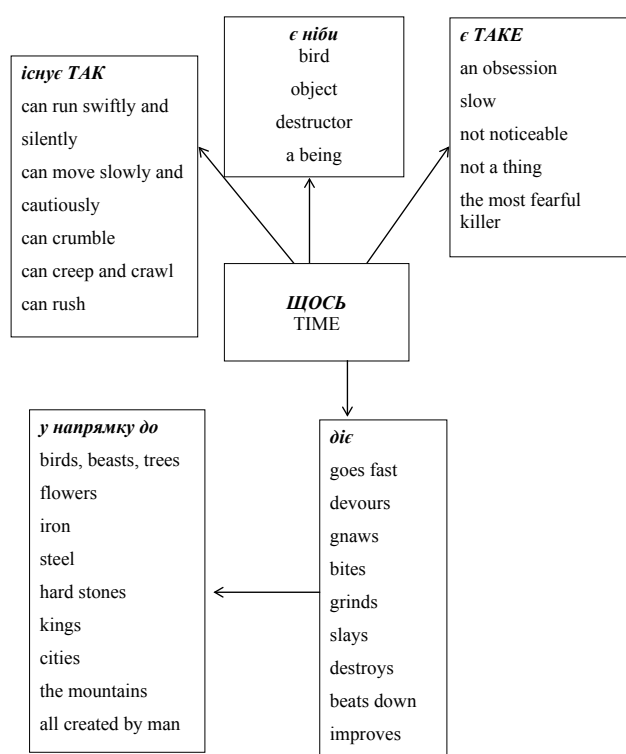 існує ТАК
can run swiftly and
silently
can move slowly and
cautiously
can crumble
can creep and crawl
can rush
є ніби
bird
object
destructor
a being
є ТАКЕ
an obsession
slow
not noticeable
not a thing
the most fearful
killer
ЩОСЬ
TIME
у напрямку до
birds, beasts, trees
flowers
iron
steel
hard stones
kings
cities
the mountains
all created by man
діє
goes fast
devours
gnaws
bites
grinds
slays
destroys
beats down
improves